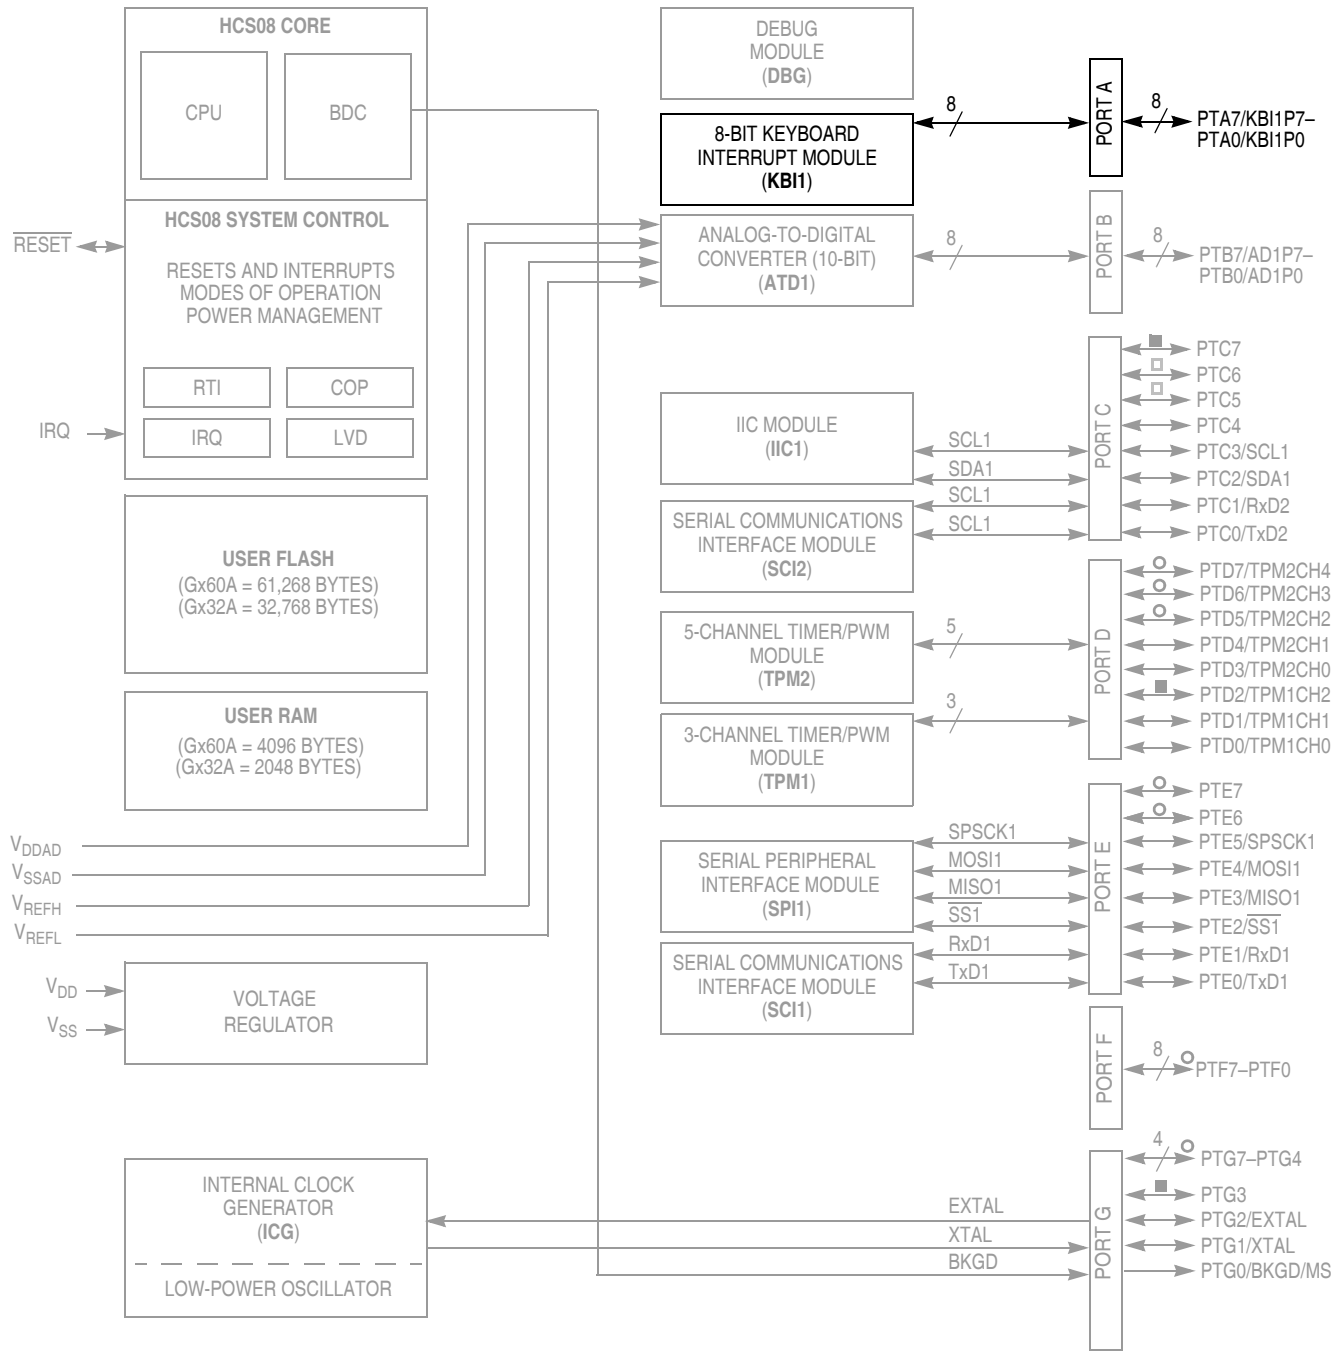 HCS08 CORE
CPU
BDC
HCS08 SYSTEM CONTROL
RESETS AND INTERRUPTS
MODES OF OPERATION
POWER MANAGEMENT
RTI
COP
IRQ
LVD
RESET
IRQ
USER FLASH
(Gx60A = 61,268 BYTES)
(Gx32A = 32,768 BYTES)
USER RAM
(Gx60A = 4096 BYTES)
(Gx32A = 2048 BYTES)
VDDAD
VSSAD
VREFH
VREFL
VDD
VSS
VOLTAGE
REGULATOR
INTERNAL CLOCK
GENERATOR
(ICG)
LOW-POWER OSCILLATOR
DEBUG
MODULE
(DBG)
8-BIT KEYBOARD
INTERRUPT MODULE
(KBI1)
8
PORT A
8
PTA7/KBI1P7–
PTA0/KBI1P0
ANALOG-TO-DIGITAL
CONVERTER (10-BIT)
(ATD1)
8
PORT B
8
PTB7/AD1P7–
PTB0/AD1P0
IIC MODULE
(IIC1)
SCL1
SDA1
SERIAL COMMUNICATIONS
INTERFACE MODULE
(SCI2)
SCL1
SCL1
PORT C
PTC7
PTC6
PTC5
PTC4
PTC3/SCL1
PTC2/SDA1
PTC1/RxD2
PTC0/TxD2
5-CHANNEL TIMER/PWM
MODULE
(TPM2)
5
3-CHANNEL TIMER/PWM
MODULE
(TPM1)
3
PORT D
PTD7/TPM2CH4
PTD6/TPM2CH3
PTD5/TPM2CH2
PTD4/TPM2CH1
PTD3/TPM2CH0
PTD2/TPM1CH2
PTD1/TPM1CH1
PTD0/TPM1CH0
SERIAL PERIPHERAL
INTERFACE MODULE
(SPI1)
SPSCK1
MOSI1
MISO1
SS1
SERIAL COMMUNICATIONS
INTERFACE MODULE
(SCI1)
RxD1
TxD1
PORT E
PTE7
PTE6
PTE5/SPSCK1
PTE4/MOSI1
PTE3/MISO1
PTE2/SS1
PTE1/RxD1
PTE0/TxD1
PORT F
8
PTF7–PTF0
EXTAL
XTAL
BKGD
PORT G
4
PTG7–PTG4
PTG3
PTG2/EXTAL
PTG1/XTAL
PTG0/BKGD/MS